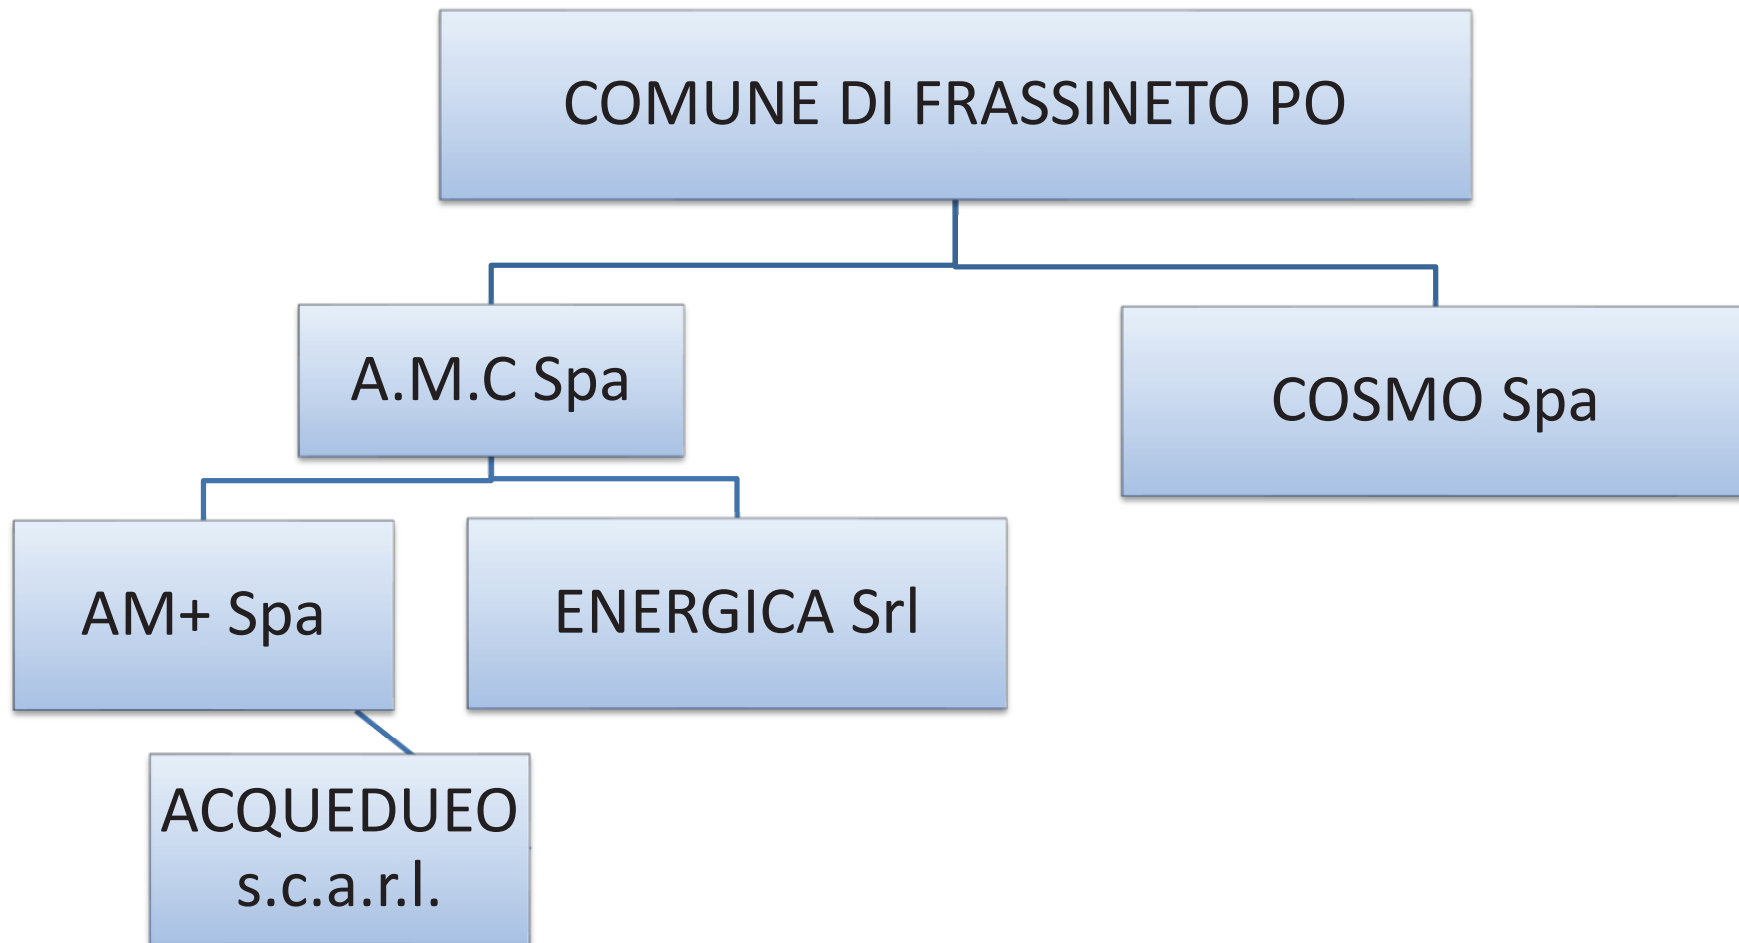 COMUNE DI FRASSINETO PO
A.M.C Spa
COSMO Spa
AM+ Spa
ENERGICA Srl
ACQUEDUEO
s.c.a.r.l.